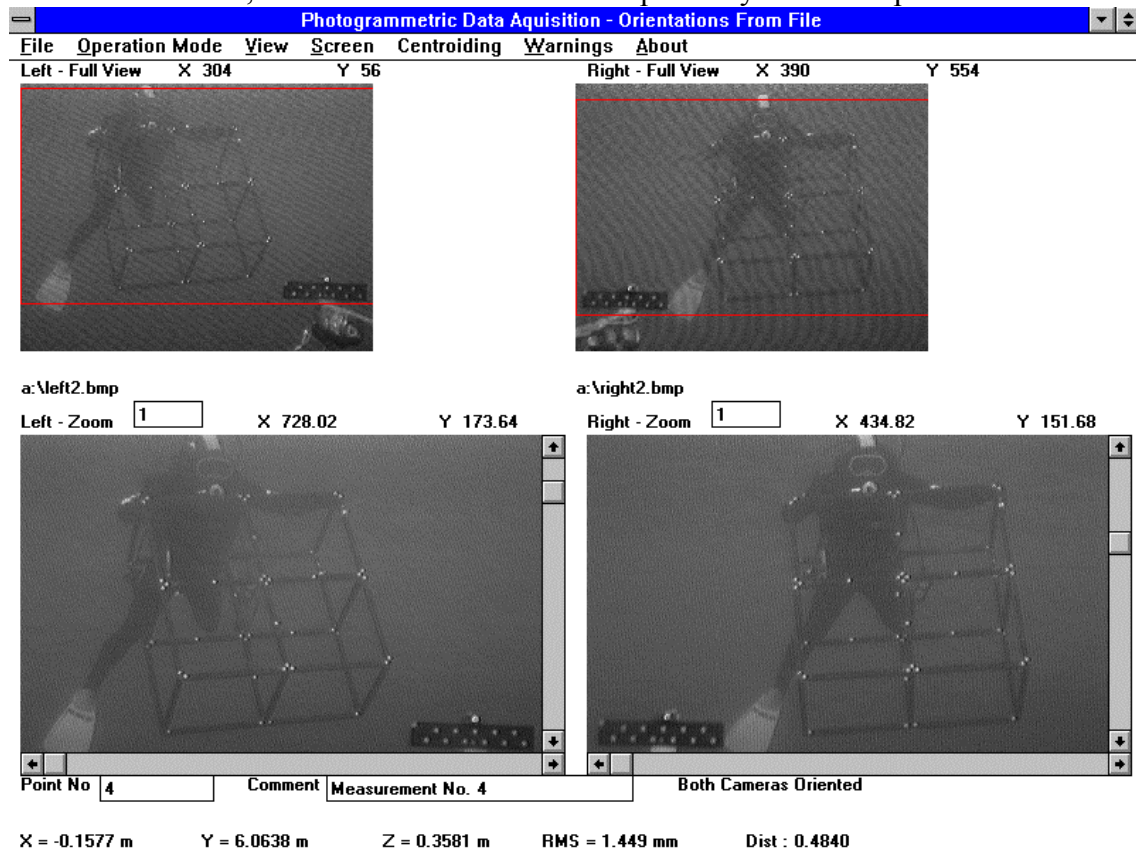 Photogrammetric Data Aquisition - Orientations From File
File Operation Mode View Screen Centroiding Warnings About
Left - Full View X 304 Y 56 Right - Full View X 390 Y 554
a:\left2.bmp a:\right2.bmp
Left - Zoom 1 X 728.02 Y 173.64 Right - Zoom 1 X 434.82 Y 151.68
Point No 4 Comment Measurement No. 4 Both Cameras Oriented
X = -0.1577 m Y = 6.0638 m Z = 0.3581 m RMS = 1.449 mm Dist : 0.4840